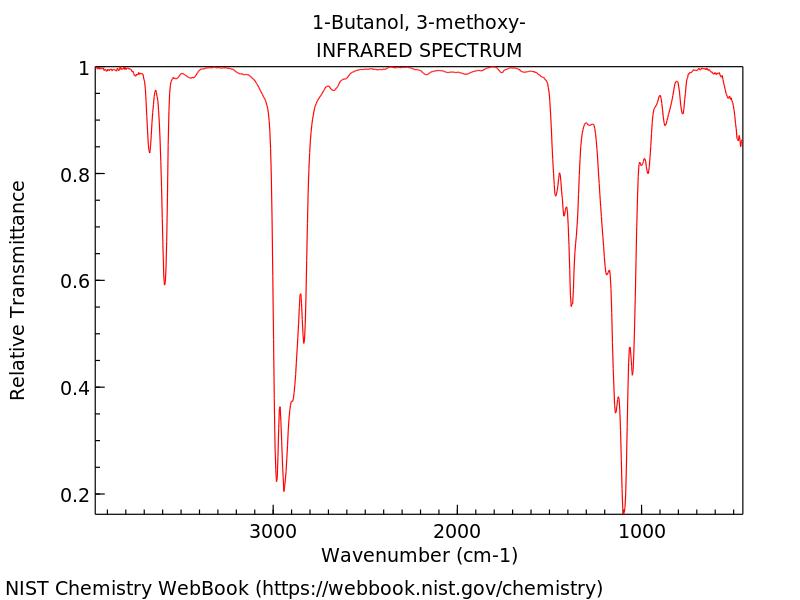 1-Butanol, 3-methoxy-
INFRARED SPECTRUM
1
0.8
0.6
0.4
0.2
Relative Transmittance
3000 2000 1000
Wavenumber (cm-1)
NIST Chemistry WebBook (https://webbook.nist.gov/chemistry)